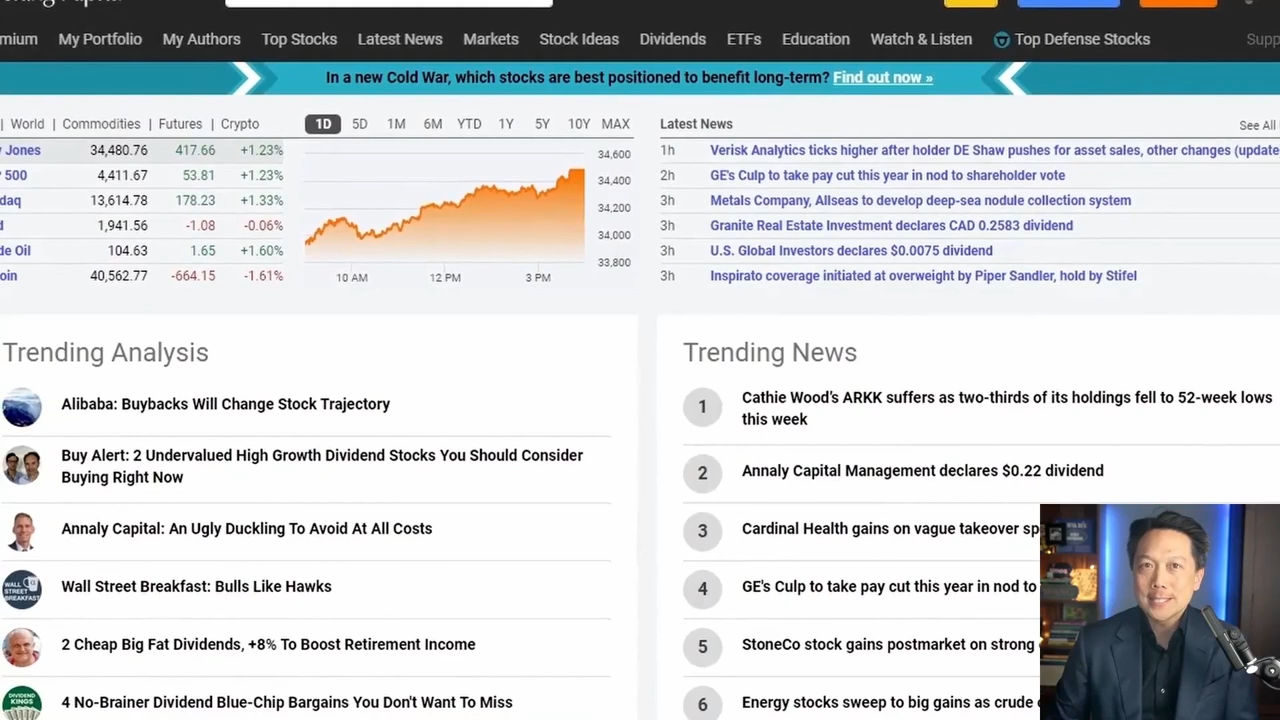 mium My Portfolio My Authors Top Stocks Latest News Markets Stock Ideas Dividends ETFs Education Watch & Listen Top Defense Stocks Supp
In a new Cold War, which stocks are best positioned to benefit long-term? Find out now »
| World | Commodities | Futures | Crypto
Jones 34,480.76 417.66 +1.23%
500 4,411.67 53.81 +1.23%
daq 13,614.78 178.23 +1.33%
d 1,941.56 -1.08 -0.06%
de Oil 104.63 1.65 +1.60%
oin 40,562.77 -664.15 -1.61%
1D 5D 1M 6M YTD 1Y 5Y 10Y MAX
34,600
34,400
34,200
34,000
33,800
10 AM 12 PM 3 PM
Latest News See All
1h Verisk Analytics ticks higher after holder DE Shaw pushes for asset sales, other changes (update
2h GE's Culp to take pay cut this year in nod to shareholder vote
3h Metals Company, Allseas to develop deep-sea nodule collection system
3h Granite Real Estate Investment declares CAD 0.2583 dividend
3h U.S. Global Investors declares $0.0075 dividend
3h Inspirato coverage initiated at overweight by Piper Sandler, hold by Stifel
Trending Analysis
Alibaba: Buybacks Will Change Stock Trajectory
Buy Alert: 2 Undervalued High Growth Dividend Stocks You Should Consider
Buying Right Now
Annaly Capital: An Ugly Duckling To Avoid At All Costs
WALL
STREET
BREAKFAST
Wall Street Breakfast: Bulls Like Hawks
2 Cheap Big Fat Dividends, +8% To Boost Retirement Income
DIVIDEND
KINGS
4 No-Brainer Dividend Blue-Chip Bargains You Don't Want To Miss
Trending News
1 Cathie Wood's ARKK suffers as two-thirds of its holdings fell to 52-week lows
this week
2 Annaly Capital Management declares $0.22 dividend
3 Cardinal Health gains on vague takeover sp
4 GE's Culp to take pay cut this year in nod to
5 StoneCo stock gains postmarket on strong
6 Energy stocks sweep to big gains as crude